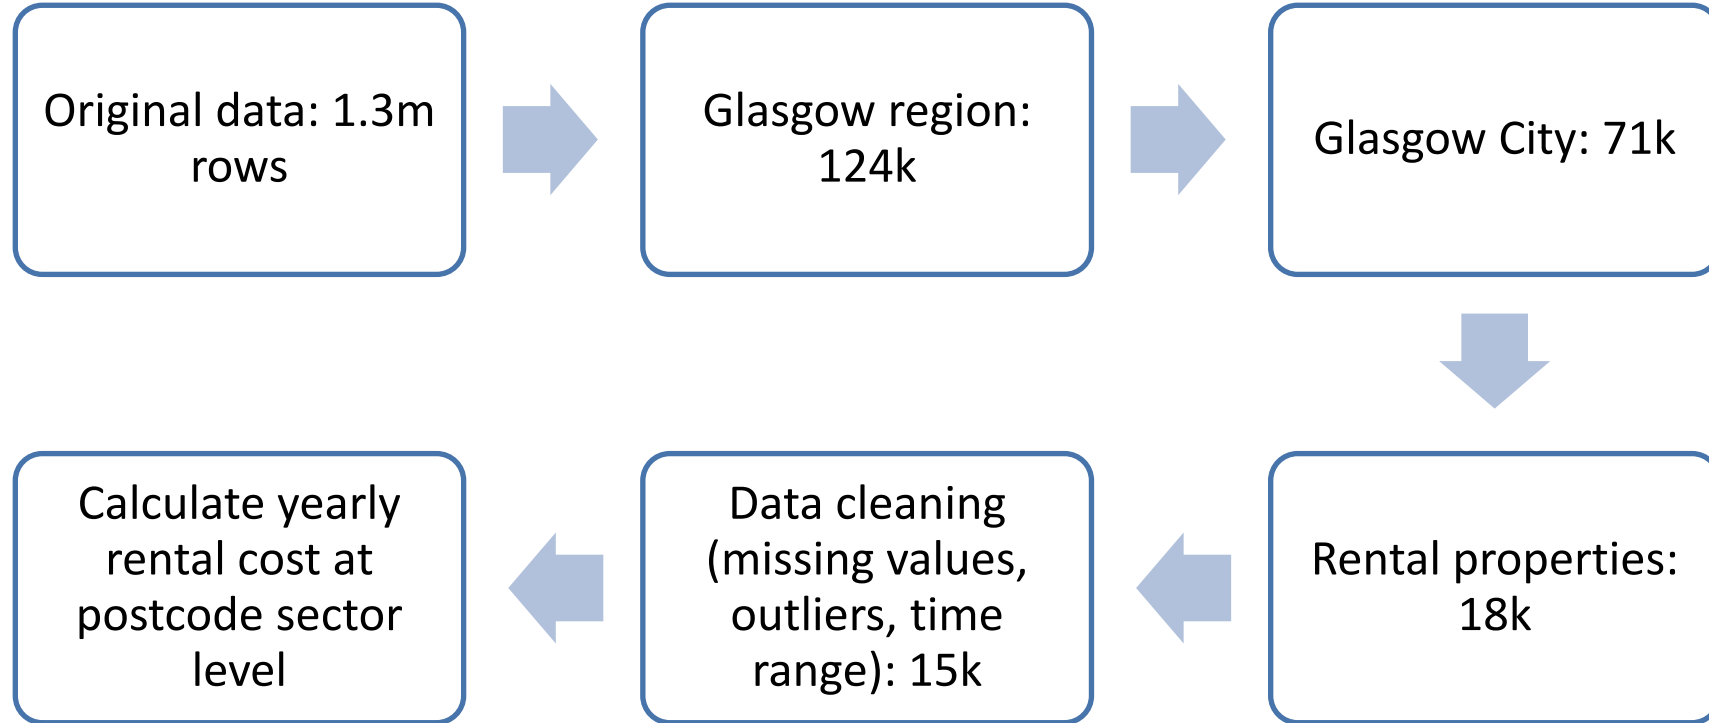 Original data: 1.3m
rows
Glasgow region:
124k
Glasgow City: 71k
Rental properties:
18k
Data cleaning
(missing values,
outliers, time
range): 15k
Calculate yearly
rental cost at
postcode sector
level